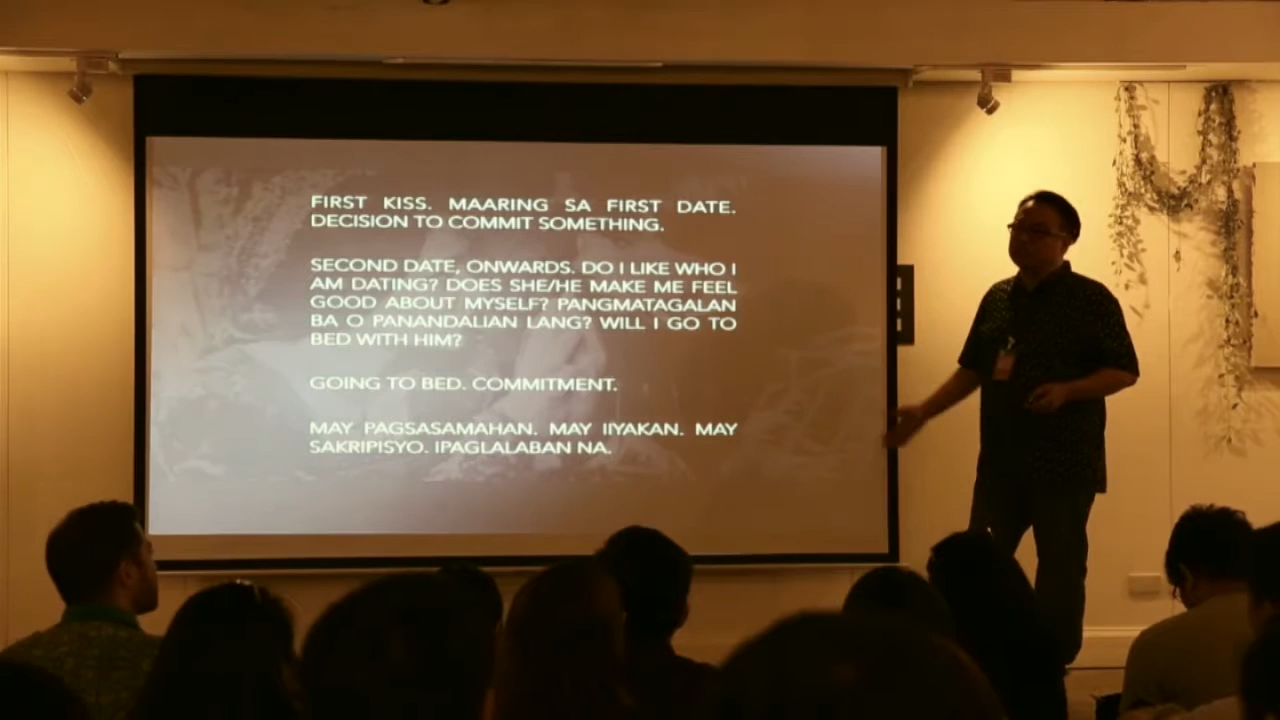 FIRST KISS. MAARING SA FIRST DATE.
DECISION TO COMMIT SOMETHING.
SECOND DATE, ONWARDS. DO I LIKE WHO I
AM DATING? DOES SHE/HE MAKE ME FEEL
GOOD ABOUT MYSELF? PANGMATAGALAN
BA O PANANDALIAN LANG? WILL I GO TO
BED WITH HIM?
GOING TO BED. COMMITMENT.
MAY PAGSASAMAHAN. MAY IIYAKAN. MAY
SAKRIPISYO. IPAGLALABAN NA.